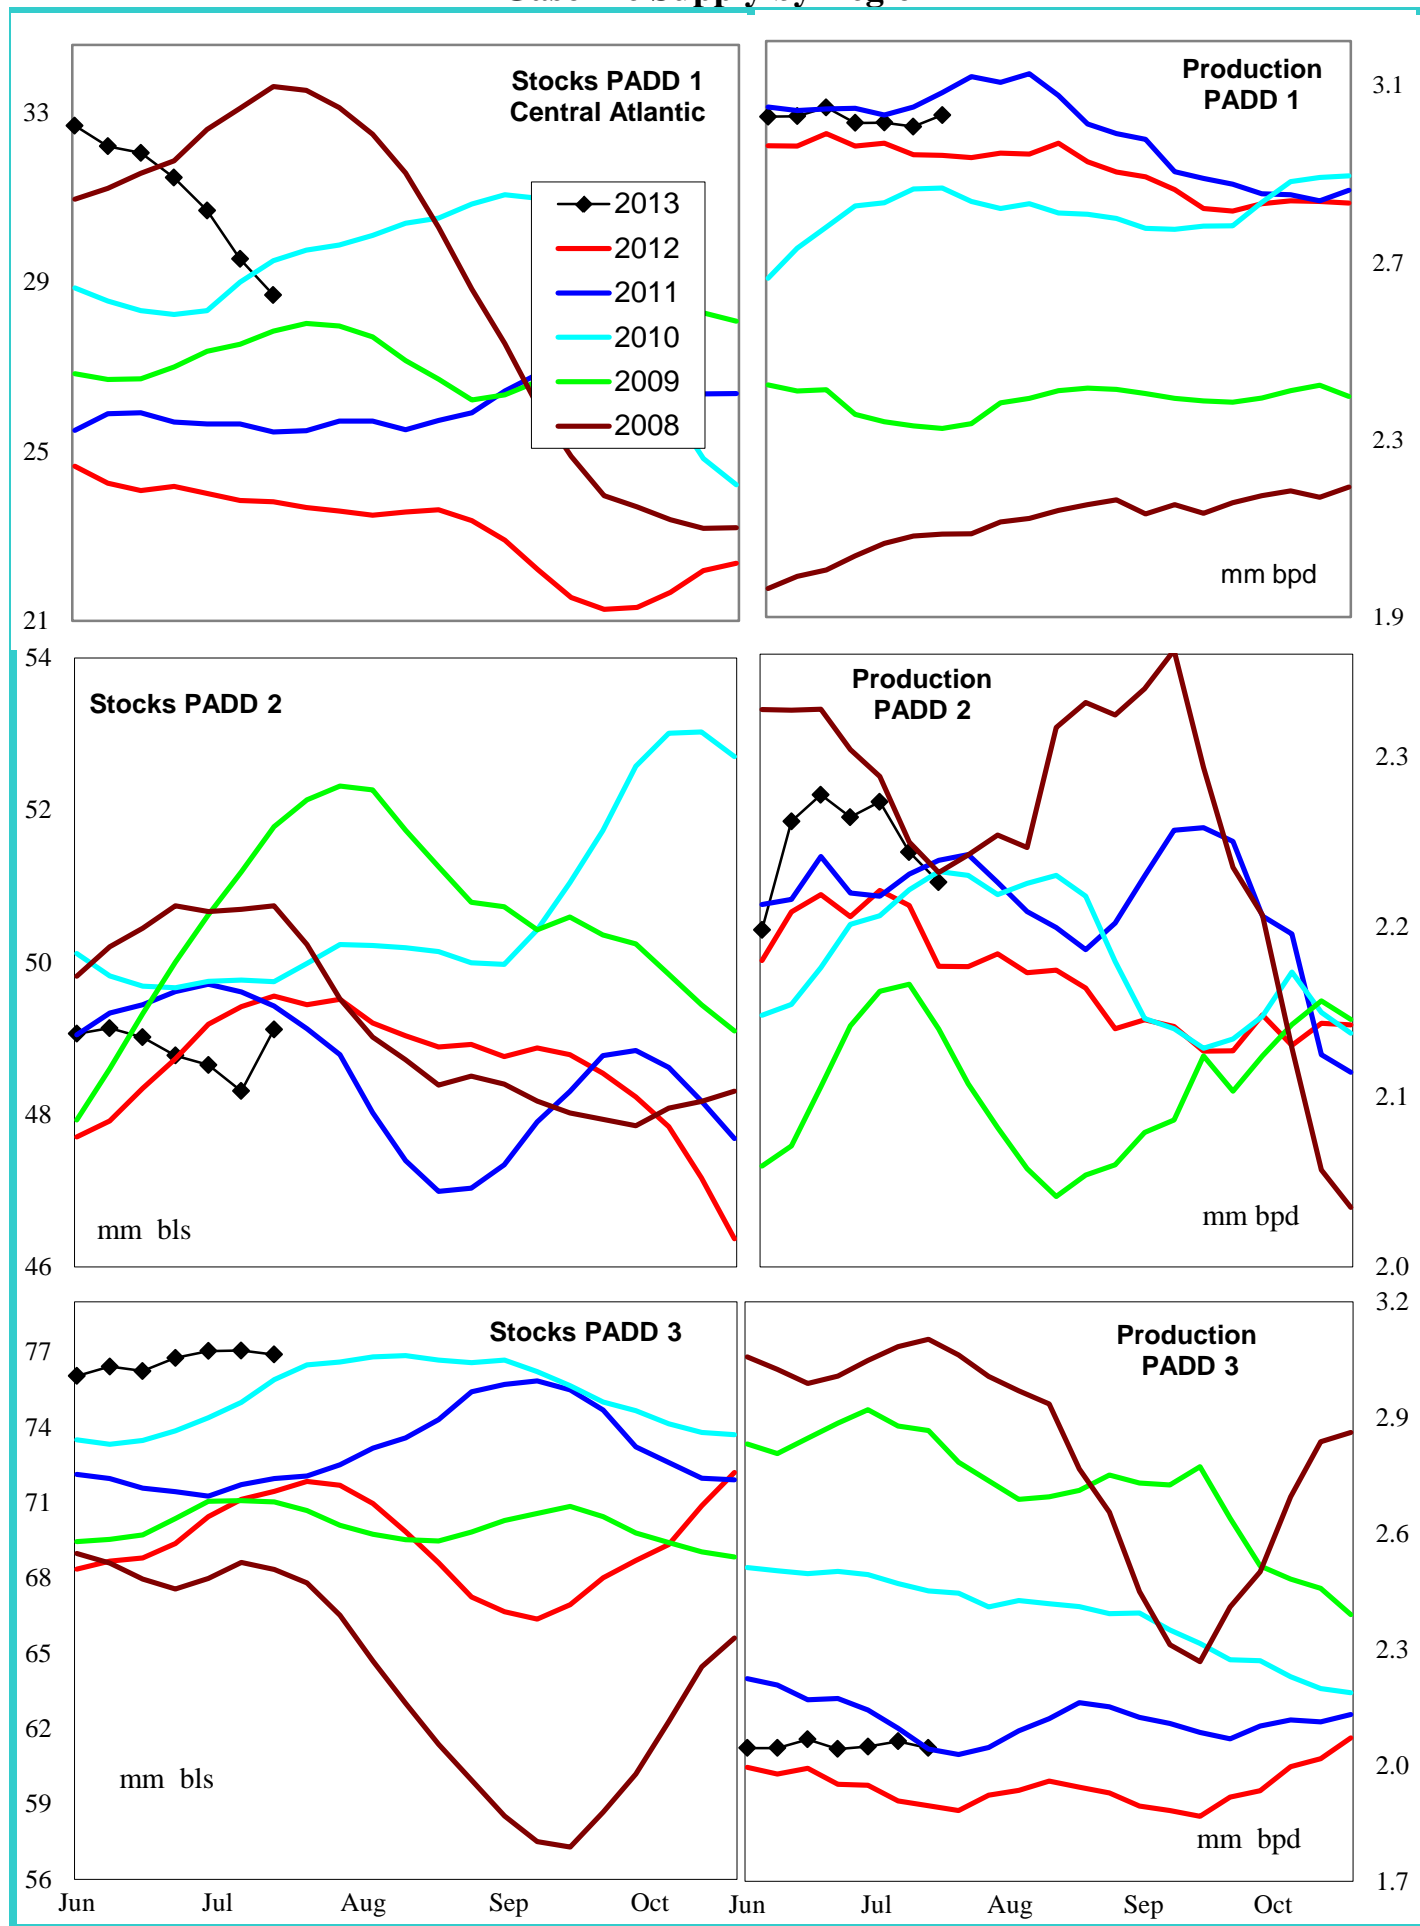 Stocks PADD 1
Central Atlantic
33
29
25
21
2013
2012
2011
2010
2009
2008
Production
PADD 1
3.1
2.7
2.3
1.9
mm bpd
54
52
50
48
46
Stocks PADD 2
mm bls
Production
PADD 2
2.3
2.2
2.1
2.0
mm bpd
77
74
71
68
65
62
59
56
Stocks PADD 3
mm bls
Jun Jul Aug Sep Oct
Production
PADD 3
3.2
2.9
2.6
2.3
2.0
1.7
mm bpd
Jun Jul Aug Sep Oct